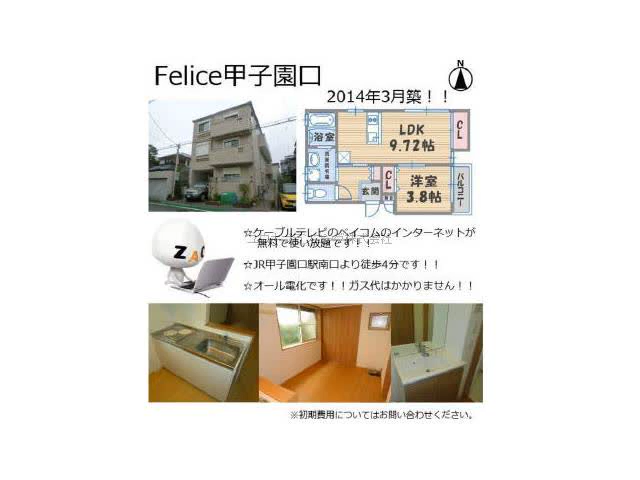 Felice甲子園口
2014年3月築！！
浴室
LDK
9.72帖
CL
CL
玄関
洋室
3.8帖
バルコニー
☆ケーブルテレビのベイコムのインターネットが
無料で使い放題です！！
☆JR甲子園口駅南口より徒歩4分です！！
☆オール電化です！！ガス代はかかりません！！
ZAC
※初期費用についてはお問い合わせください。